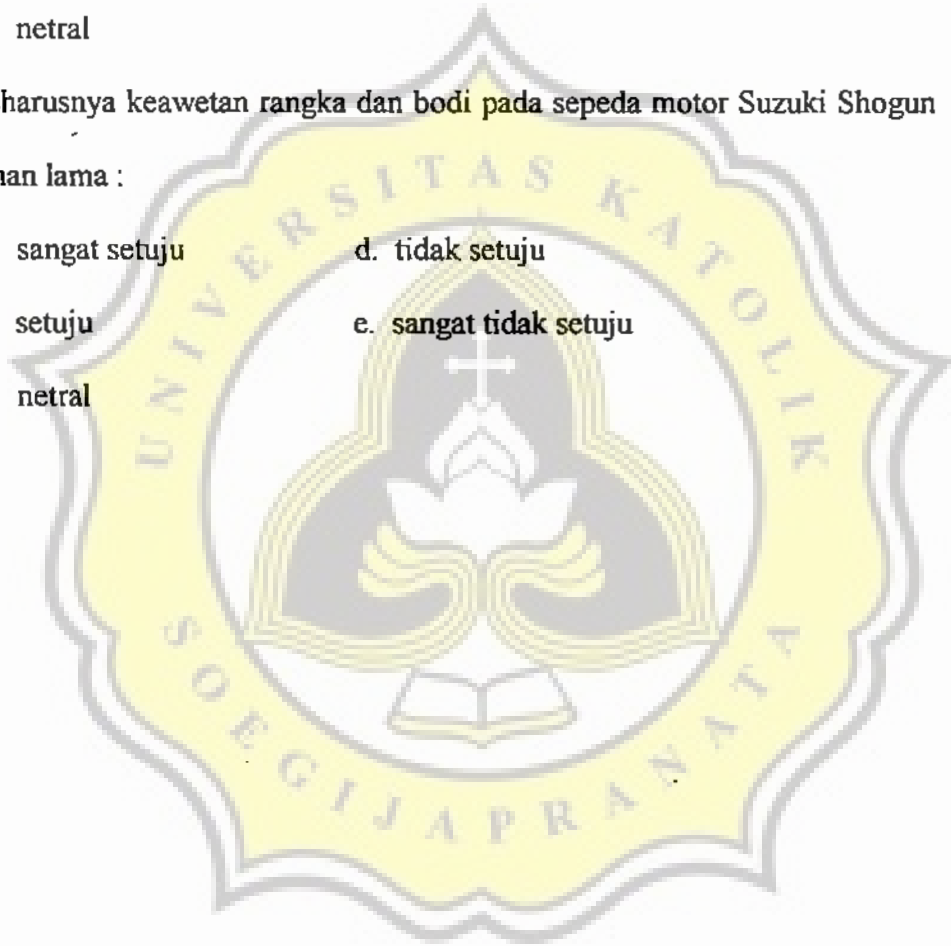 netral
harusnya keawetan rangka dan bodi pada sepeda motor Suzuki Shogun
nan lama :
sangat setuju d. tidak setuju
setuju e. sangat tidak setuju
netral
UNIVERSITAS KATOLIK
SOEGIJAPRANATA